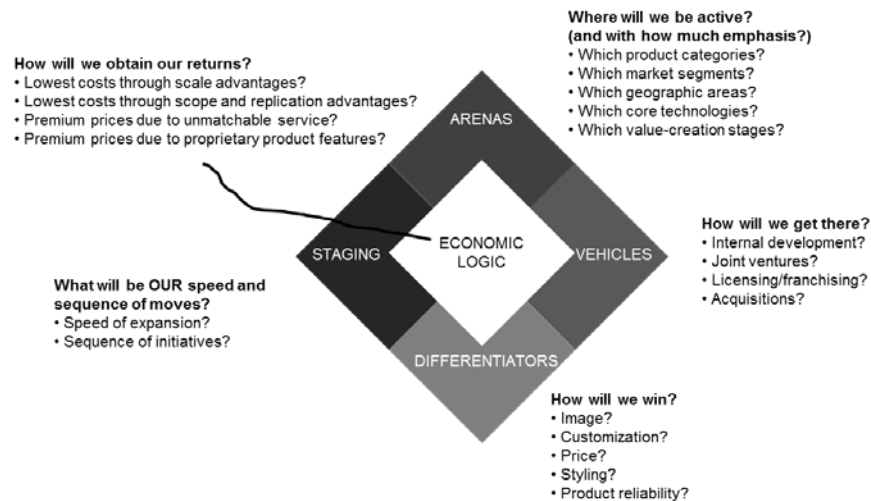 Where will we be active?
(and with how much emphasis?)
• Which product categories?
• Which market segments?
• Which geographic areas?
• Which core technologies?
• Which value-creation stages?
How will we obtain our returns?
• Lowest costs through scale advantages?
• Lowest costs through scope and replication advantages?
• Premium prices due to unmatchable service?
• Premium prices due to proprietary product features?
ARENAS
STAGING
ECONOMIC
LOGIC
VEHICLES
DIFFERENTIATORS
How will we get there?
• Internal development?
• Joint ventures?
• Licensing/franchising?
• Acquisitions?
What will be OUR speed and
sequence of moves?
• Speed of expansion?
• Sequence of initiatives?
How will we win?
• Image?
• Customization?
• Price?
• Styling?
• Product reliability?